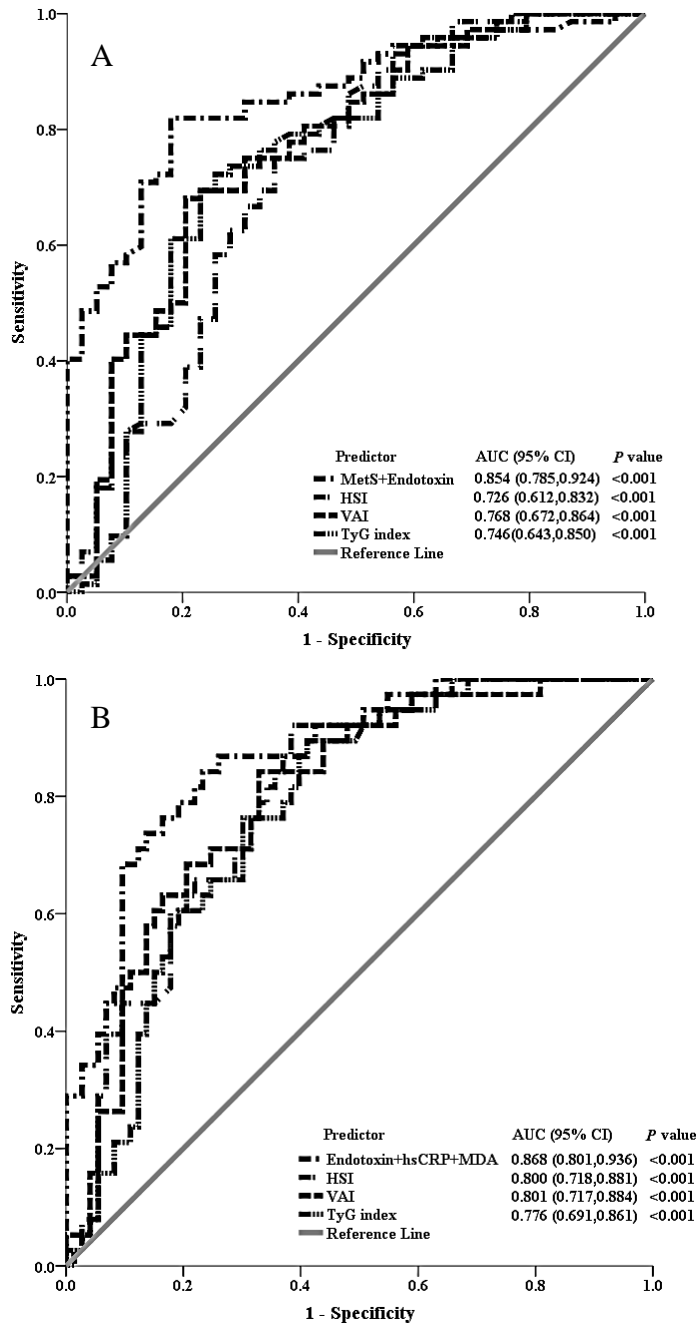 A
1.0
0.8
0.6
0.4
0.2
0.0
Sensitivity
Predictor AUC (95% CI) P value
MetS+Endotoxin 0.854 (0.785,0.924) <0.001
HSI 0.726 (0.612,0.832) <0.001
VAI 0.768 (0.672,0.864) <0.001
TyG index 0.746(0.643,0.850) <0.001
Reference Line
0.0 0.2 0.4 0.6 0.8 1.0
1 - Specificity
B
1.0
0.8
0.6
0.4
0.2
0.0
Sensitivity
Predictor AUC (95% CI) P value
Endotoxin+hsCRP+MDA 0.868 (0.801,0.936) <0.001
HSI 0.800 (0.718,0.881) <0.001
VAI 0.801 (0.717,0.884) <0.001
TyG index 0.776 (0.691,0.861) <0.001
Reference Line
0.0 0.2 0.4 0.6 0.8 1.0
1 - Specificity